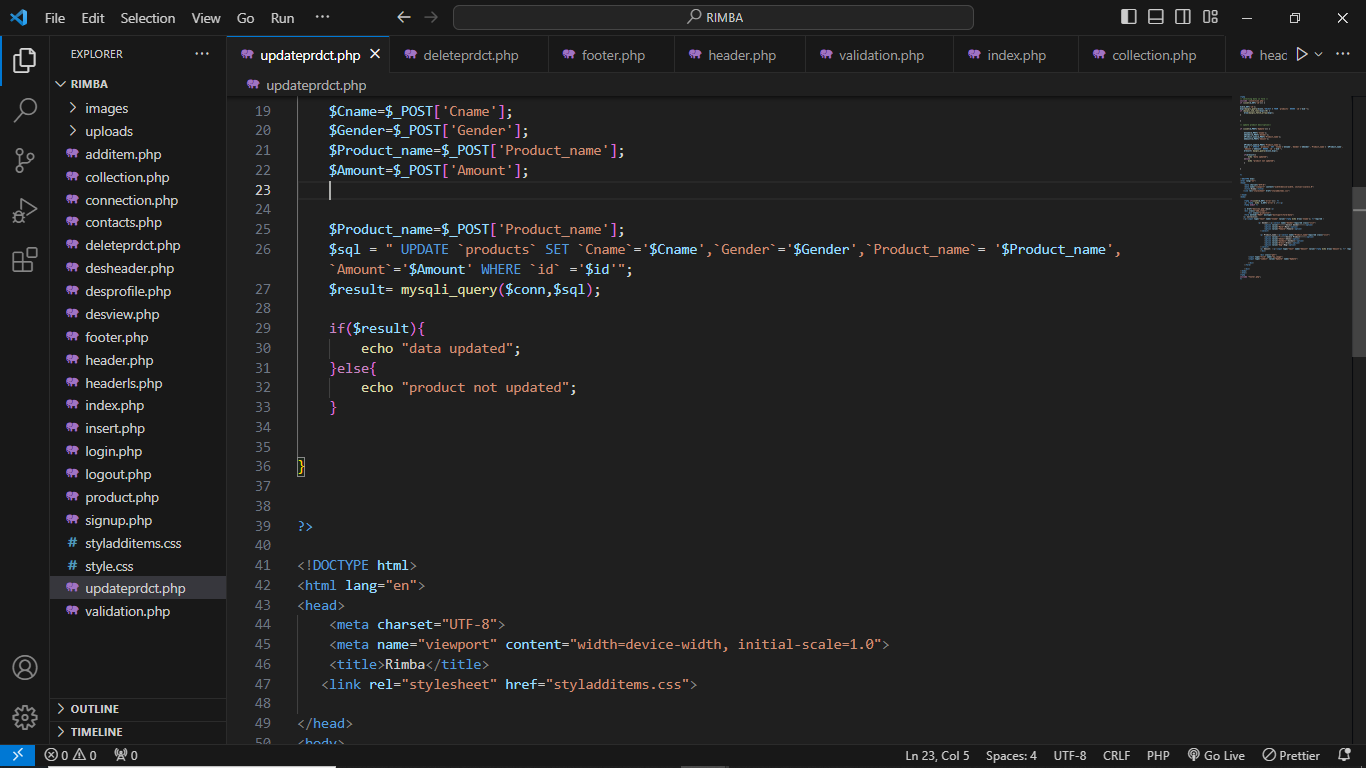 File Edit Selection View Go Run ··· RIMBA
EXPLORER ···
updateprdct.php deleteprdct.php footer.php header.php validation.php index.php collection.php head ···
RIMBA
updateprdct.php
images
uploads
additem.php
collection.php
connection.php
contacts.php
deleteprdct.php
desheader.php
desprofile.php
desview.php
footer.php
header.php
headerls.php
index.php
insert.php
login.php
logout.php
product.php
signup.php
# styladditems.css
# style.css
updateprdct.php
validation.php
OUTLINE
TIMELINE
19 $Cname=$_POST['Cname'];
20 $Gender=$_POST['Gender'];
21 $Product_name=$_POST['Product_name'];
22 $Amount=$_POST['Amount'];
23
24
25 $Product_name=$_POST['Product_name'];
26 $sql = " UPDATE `products` SET `Cname`='$Cname',`Gender`='$Gender',`Product_name`= '$Product_name',
`Amount`='$Amount' WHERE `id` ='$id'";
27 $result= mysqli_query($conn,$sql);
28
29 if($result){
30 echo "data updated";
31 }else{
32 echo "product not updated";
33 }
34
35
36 }
37
38
39 ?>
40
41 <!DOCTYPE html>
42 <html lang="en">
43 <head>
44 <meta charset="UTF-8">
45 <meta name="viewport" content="width=device-width, initial-scale=1.0">
46 <title>Rimba</title>
47 <link rel="stylesheet" href="styladditems.css">
48
49 </head>
50 <body>
0 0 0 Ln 23, Col 5 Spaces: 4 UTF-8 CRLF PHP Go Live Prettier